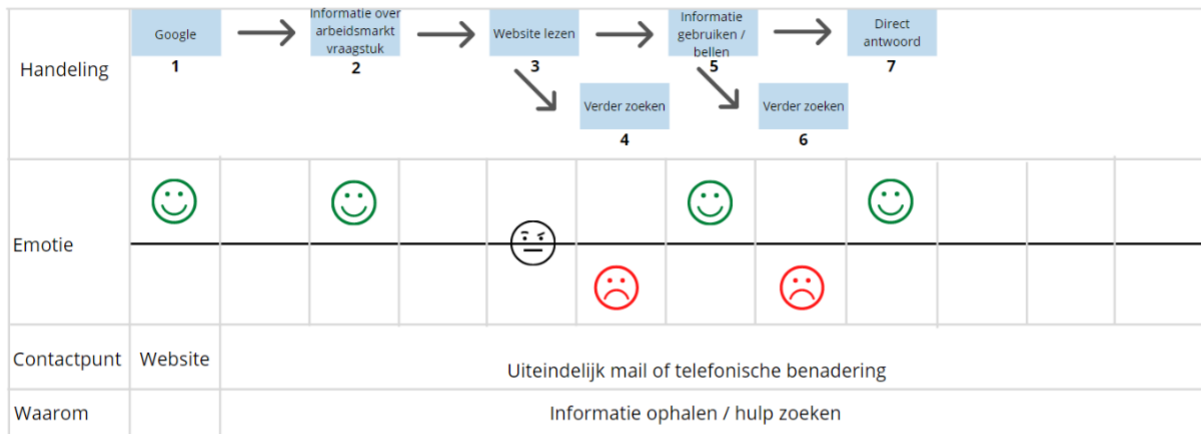 Handeling
Google
1
Informatie over
arbeidsmarkt
vraagstuk
2
Website lezen
3
Verder zoeken
4
Informatie
gebruiken /
bellen
5
Verder zoeken
6
Direct
antwoord
7
Emotie
Contactpunt
Website
Uiteindelijk mail of telefonische benadering
Waarom
Informatie ophalen / hulp zoeken